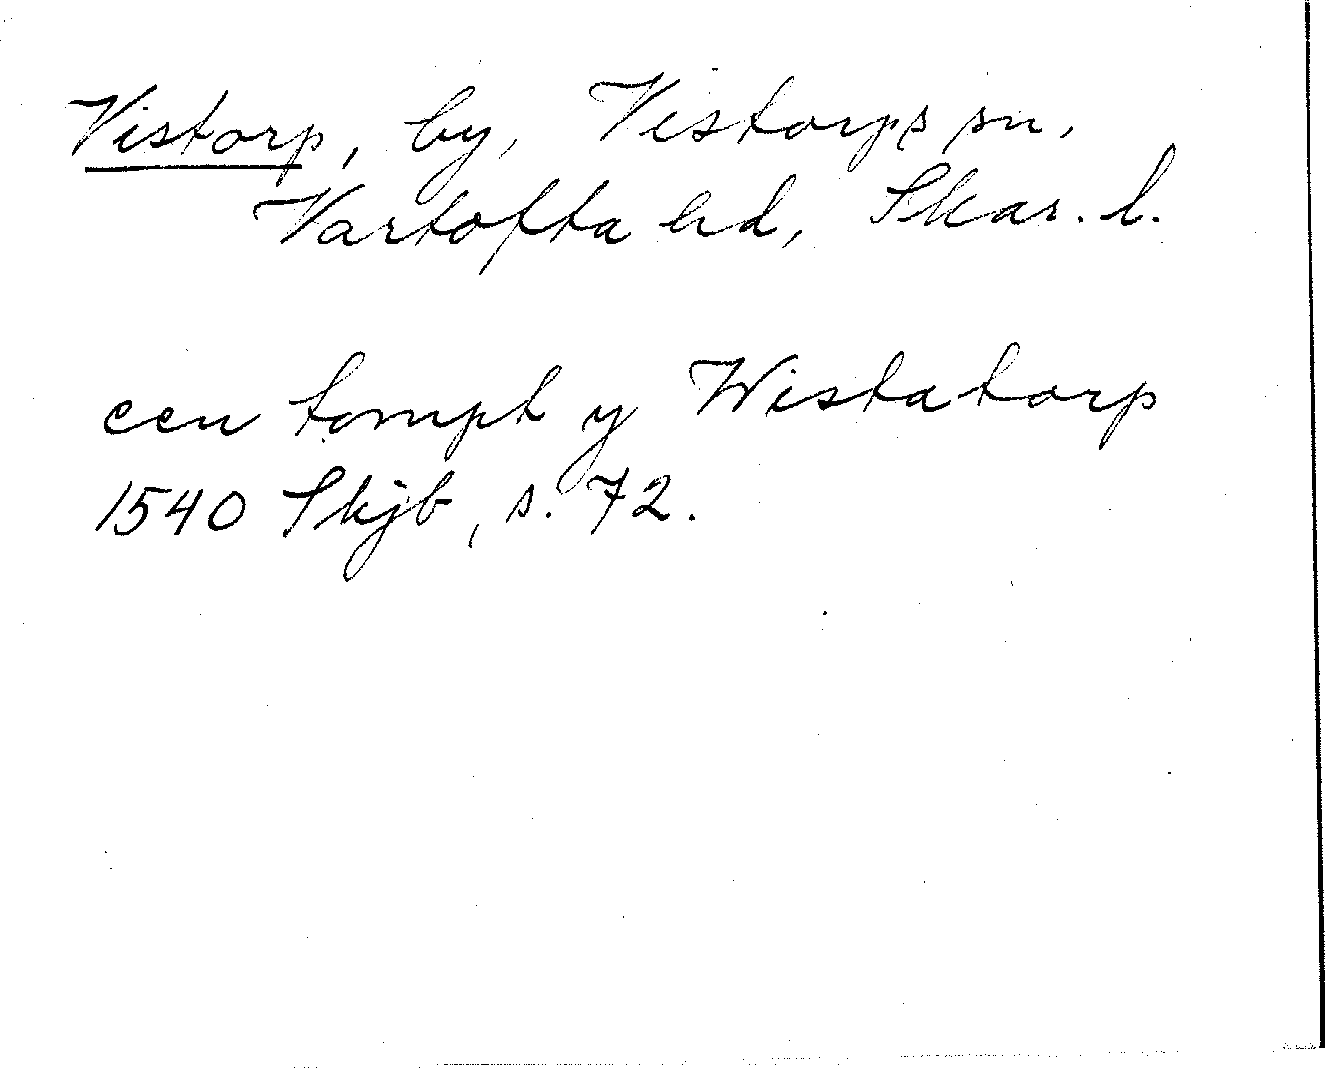 Vistorp, by, Vistorps sn,
Vartofta hd, Skar. l.
een tompt y Wistatorp
1540 Skjb, s. 72.